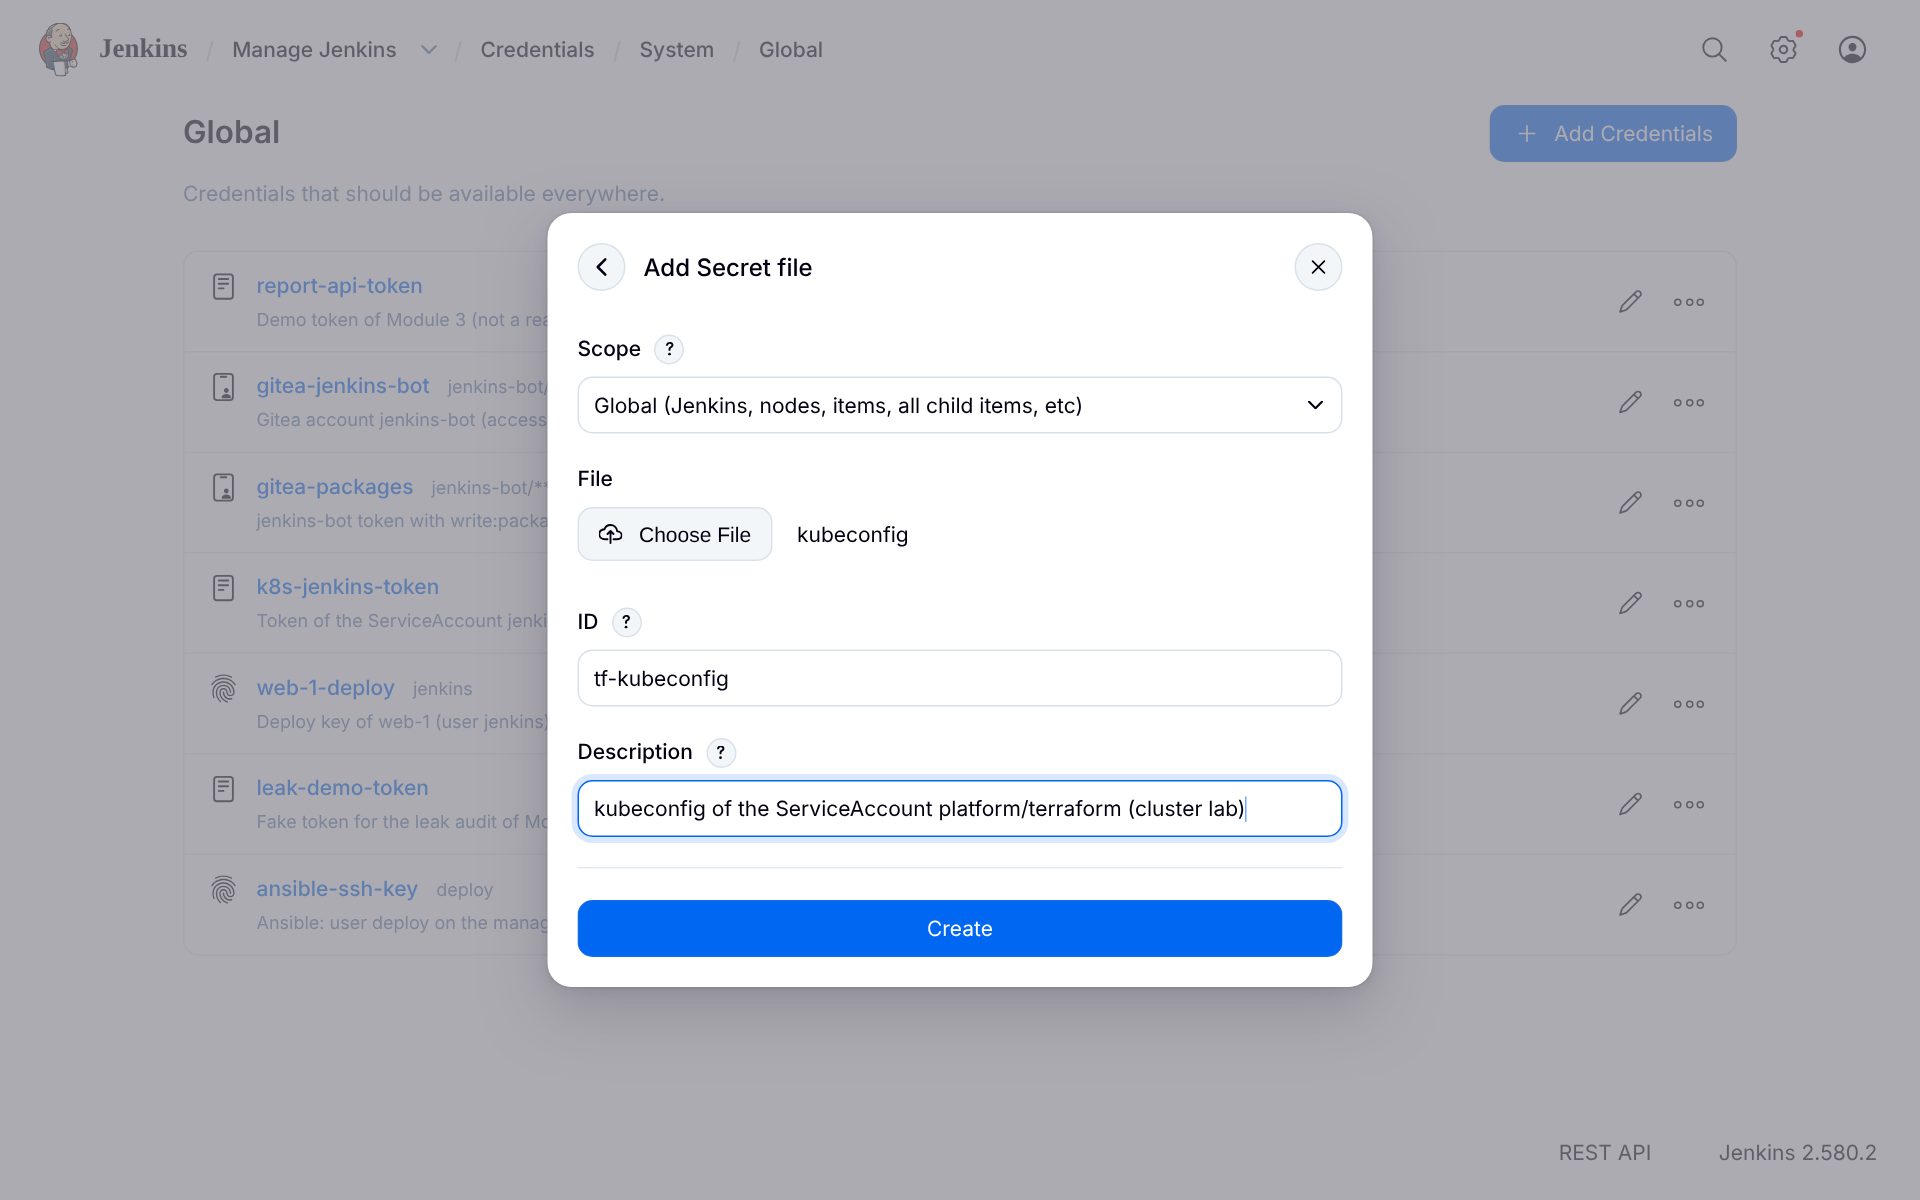 Jenkins / Manage Jenkins / Credentials / System / Global
Global
+ Add Credentials
Credentials that should be available everywhere.
report-api-token
Demo token of Module 3 (not a rea
gitea-jenkins-bot jenkins-bot/
Gitea account jenkins-bot (access
gitea-packages jenkins-bot/**
jenkins-bot token with write:packa
k8s-jenkins-token
Token of the ServiceAccount jenki
web-1-deploy jenkins
Deploy key of web-1 (user jenkins)
leak-demo-token
Fake token for the leak audit of Mo
ansible-ssh-key deploy
Ansible: user deploy on the manag
Add Secret file
Scope ?
Global (Jenkins, nodes, items, all child items, etc)
File
Choose File kubeconfig
ID ?
tf-kubeconfig
Description ?
kubeconfig of the ServiceAccount platform/terraform (cluster lab)
Create
REST API Jenkins 2.580.2